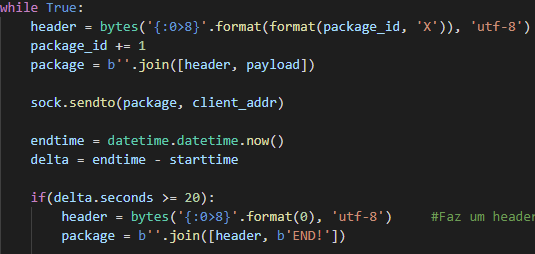 while True:
    header = bytes('{:0>8}'.format(format(package_id, 'X')), 'utf-8')
    package_id += 1
    package = b''.join([header, payload])

    sock.sendto(package, client_addr)

    endtime = datetime.datetime.now()
    delta = endtime - starttime

    if(delta.seconds >= 20):
        header = bytes('{:0>8}'.format(0), 'utf-8')     #Faz um header
        package = b''.join([header, b'END!'])